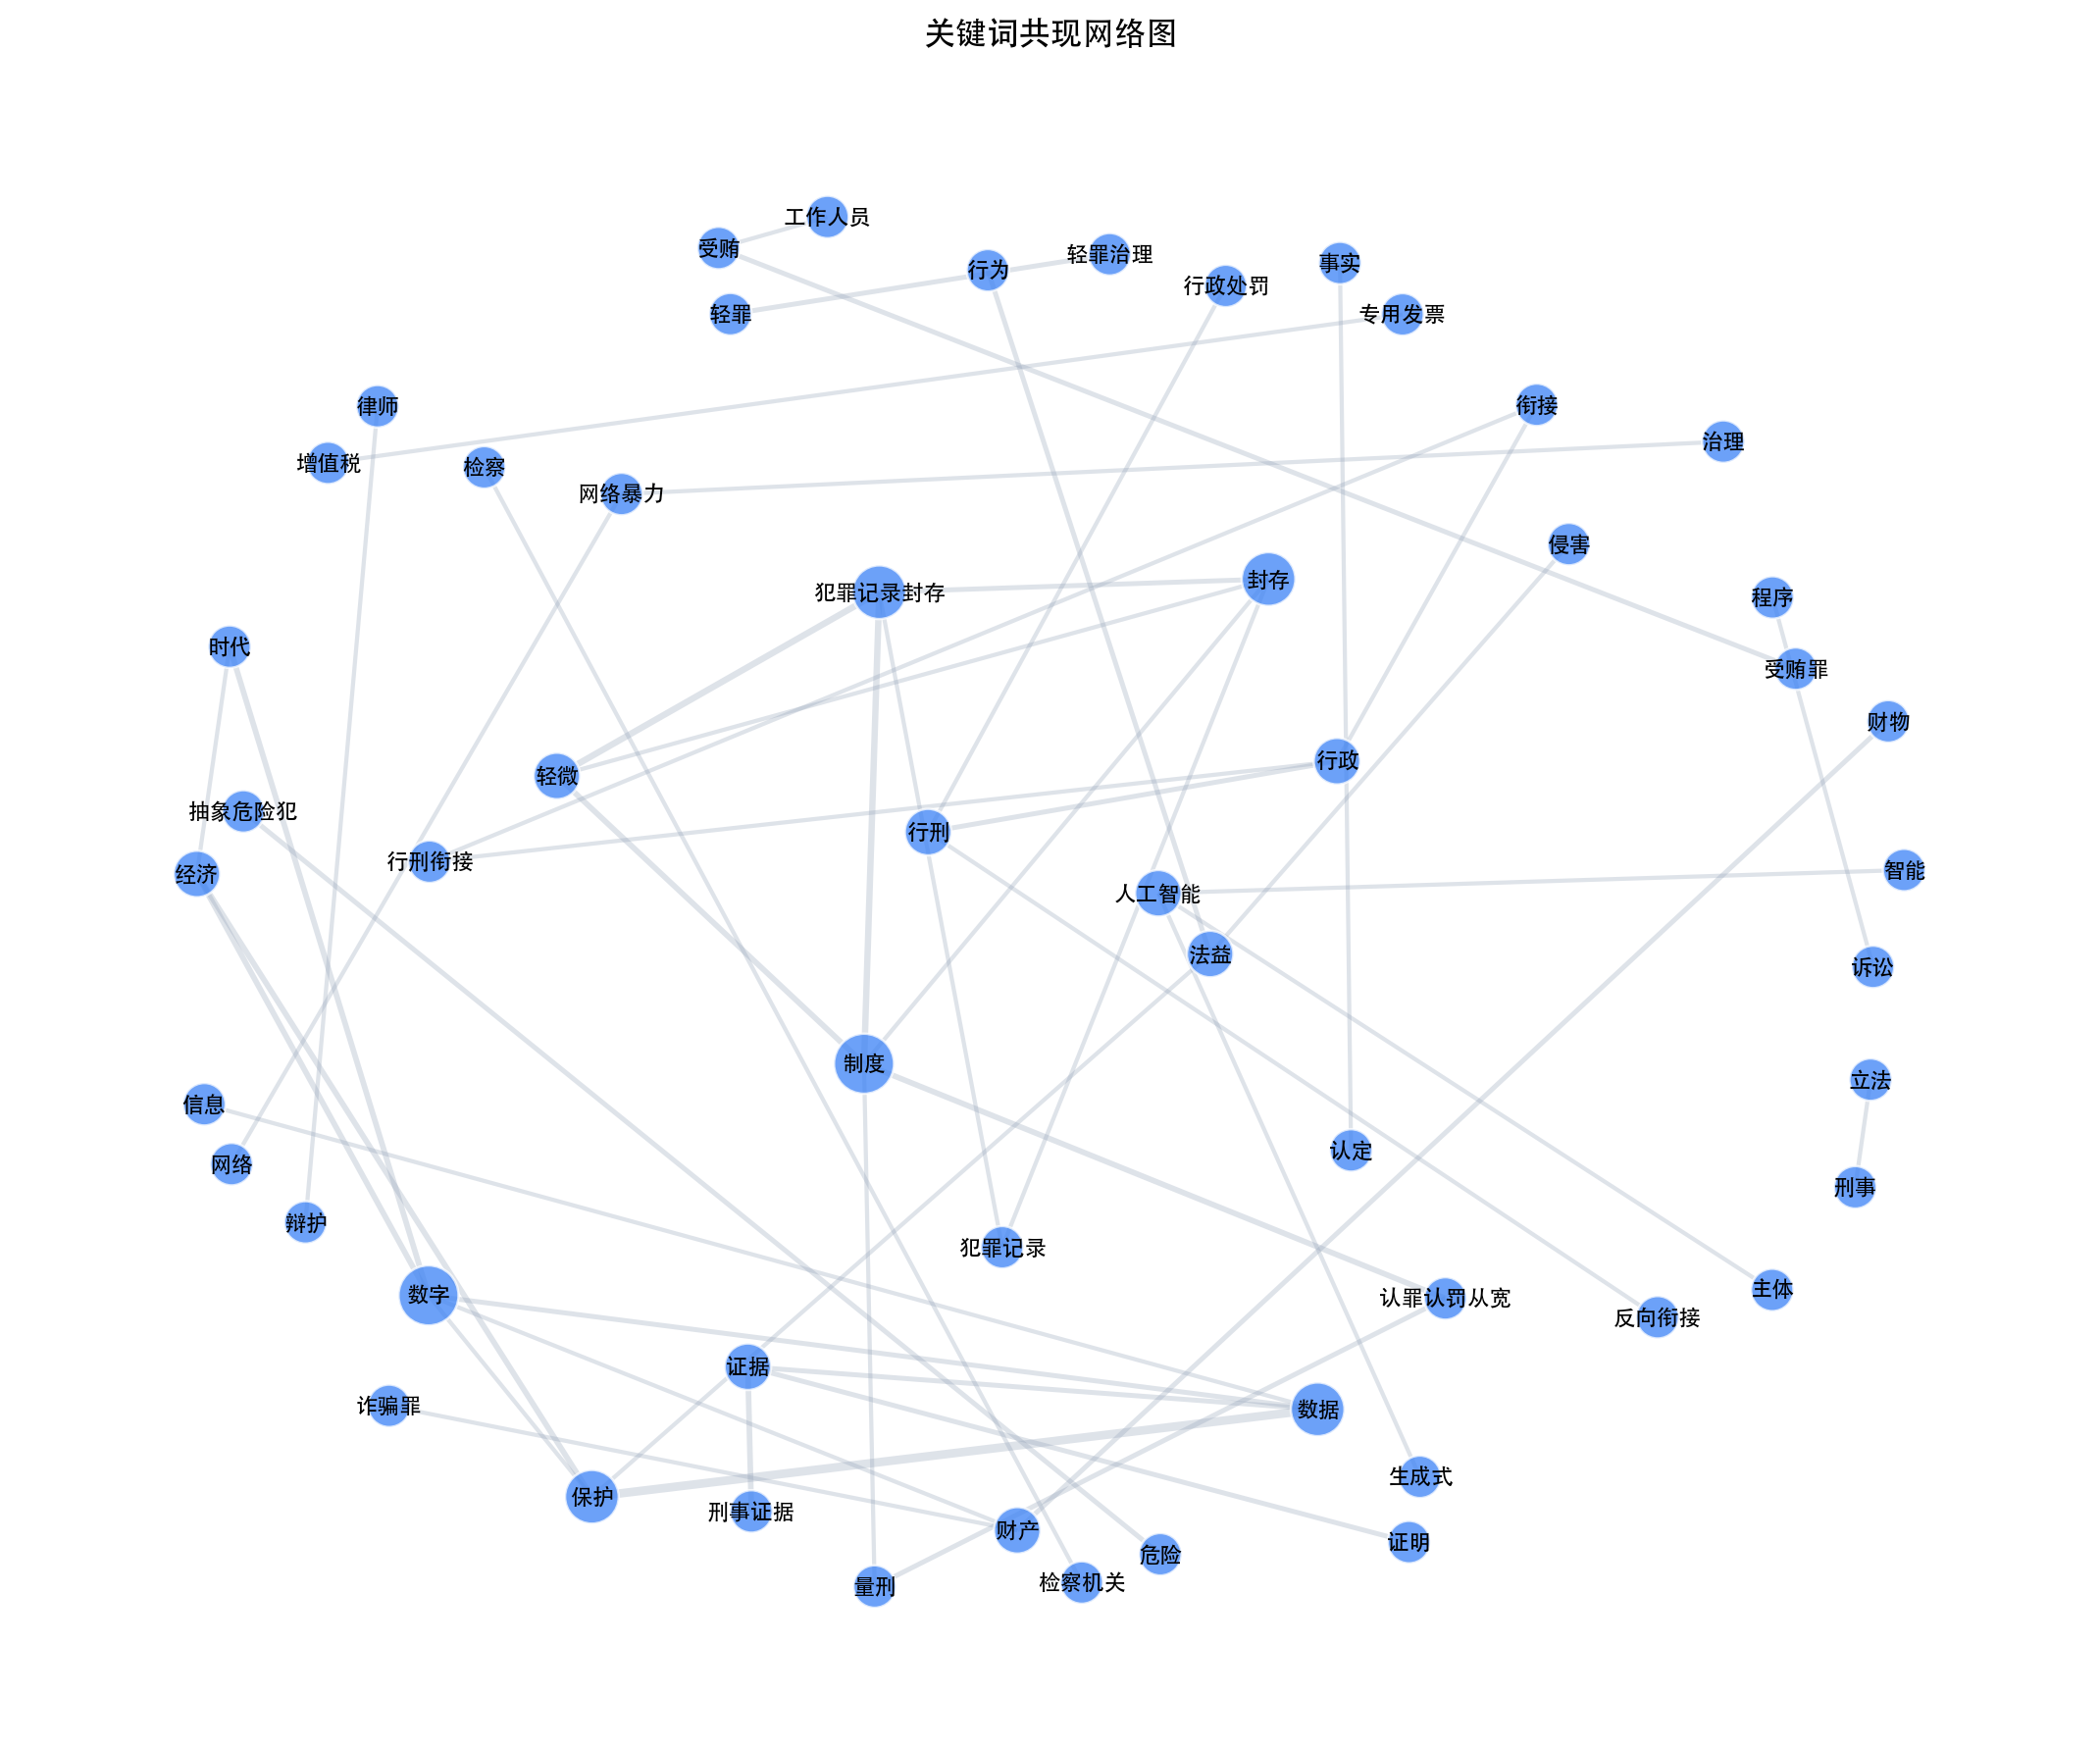 关键词共现网络图
工作人员
受贿
轻罪治理
行为
事实
行政处罚
轻罪
专用发票
律师
衔接
治理
增值税
检察
网络暴力
侵害
封存
犯罪记录封存
程序
时代
受贿罪
财物
行政
轻微
抽象危险犯
行刑
行刑衔接
智能
经济
人工智能
法益
诉讼
制度
立法
信息
认定
网络
刑事
辩护
犯罪记录
主体
数字
认罪认罚从宽
反向衔接
证据
诈骗罪
数据
生成式
保护
刑事证据
财产
证明
危险
检察机关
量刑